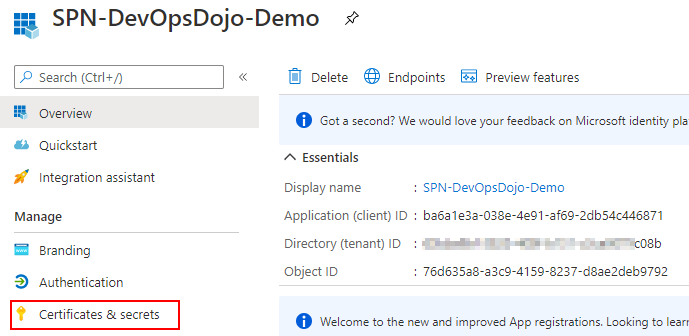 SPN-DevOpsDojo-Demo
Search (Ctrl+/)
«
Overview
Quickstart
Integration assistant
Manage
Branding
Authentication
Certificates & secrets
Delete
Endpoints
Preview features
Got a second? We would love your feedback on Microsoft identity pla
Essentials
Display name : SPN-DevOpsDojo-Demo
Application (client) ID : ba6a1e3a-038e-4e91-af69-2db54c446871
Directory (tenant) ID : c08b
Object ID : 76d635a8-a3c9-4159-8237-d8ae2deb9792
Welcome to the new and improved App registrations. Looking to learn